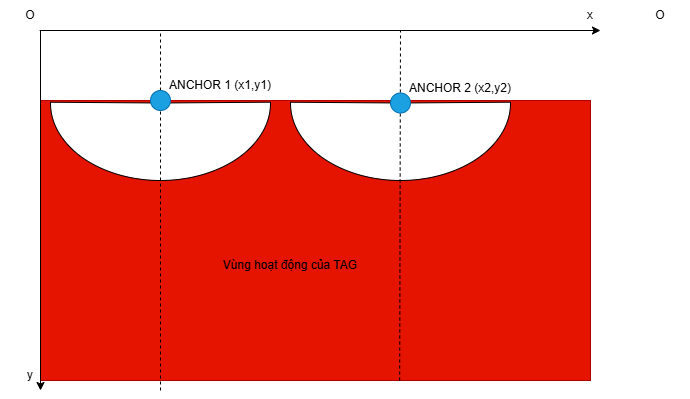 O
x
O
ANCHOR 1 (x1,y1)
ANCHOR 2 (x2,y2)
Vùng hoạt động của TAG
y